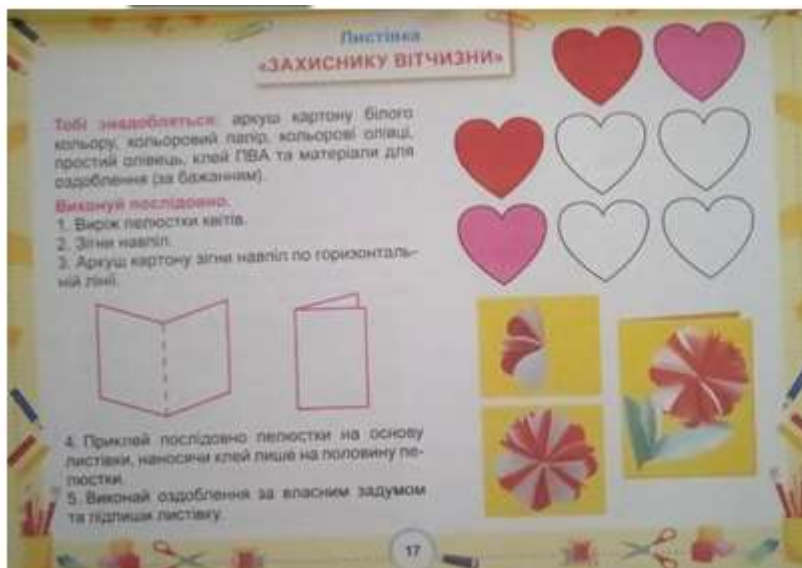 Листівка
«ЗАХИСНИКУ ВІТЧИЗНИ»
Тобі знадобляться: аркуш картону білого
кольору, кольоровий папір, кольорові олівці,
простий олівець, клей ПВА та матеріали для
оздоблення (за бажанням).
Виконуй послідовно.
1. Виріж пелюстки квітів.
2. Зігни навпіл.
3. Аркуш картону зігни навпіл по горизонталь-
ній лінії.
4. Приклей послідовно пелюстки на основу
листівки, наносячи клей лише на половину пе-
люстки.
5. Виконай оздоблення за власним задумом
та підпиши листівку.
17